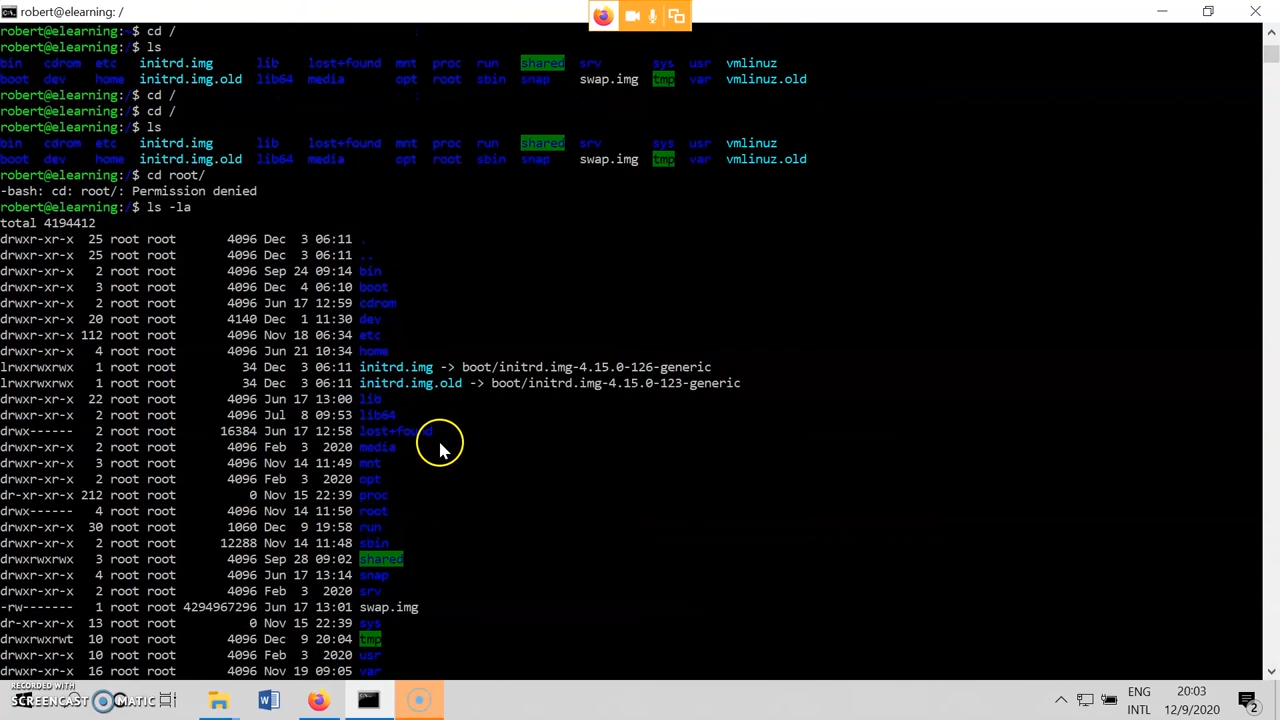 robert@elearning: /
robert@elearning:/$ cd /
robert@elearning:/$ ls
bin cdrom etc initrd.img lib lost+found mnt proc run shared srv sys usr vmlinuz
boot dev home initrd.img.old lib64 media opt root sbin snap swap.img tmp var vmlinuz.old
robert@elearning:/$ cd /
robert@elearning:/$ cd /
robert@elearning:/$ ls
bin cdrom etc initrd.img lib lost+found mnt proc run shared srv sys usr vmlinuz
boot dev home initrd.img.old lib64 media opt root sbin snap swap.img tmp var vmlinuz.old
robert@elearning:/$ cd root/
-bash: cd: root/: Permission denied
robert@elearning:/$ ls -la
total 4194412
drwxr-xr-x 25 root root 4096 Dec 3 06:11 .
drwxr-xr-x 25 root root 4096 Dec 3 06:11 ..
drwxr-xr-x 2 root root 4096 Sep 24 09:14 bin
drwxr-xr-x 3 root root 4096 Dec 4 06:10 boot
drwxr-xr-x 2 root root 4096 Jun 17 12:59 cdrom
drwxr-xr-x 20 root root 4140 Dec 1 11:30 dev
drwxr-xr-x 112 root root 4096 Nov 18 06:34 etc
drwxr-xr-x 4 root root 4096 Jun 21 10:34 home
lrwxrwxrwx 1 root root 34 Dec 3 06:11 initrd.img -> boot/initrd.img-4.15.0-126-generic
lrwxrwxrwx 1 root root 34 Dec 3 06:11 initrd.img.old -> boot/initrd.img-4.15.0-123-generic
drwxr-xr-x 22 root root 4096 Jun 17 13:00 lib
drwxr-xr-x 2 root root 4096 Jul 8 09:53 lib64
drwx------ 2 root root 16384 Jun 17 12:58 lost+found
drwxr-xr-x 2 root root 4096 Feb 3 2020 media
drwxr-xr-x 3 root root 4096 Nov 14 11:49 mnt
drwxr-xr-x 2 root root 4096 Feb 3 2020 opt
dr-xr-xr-x 212 root root 0 Nov 15 22:39 proc
drwx------ 4 root root 4096 Nov 14 11:50 root
drwxr-xr-x 30 root root 1060 Dec 9 19:58 run
drwxr-xr-x 2 root root 12288 Nov 14 11:48 sbin
drwxrwxrwx 3 root root 4096 Sep 28 09:02 shared
drwxr-xr-x 4 root root 4096 Jun 17 13:14 snap
drwxr-xr-x 2 root root 4096 Feb 3 2020 srv
-rw------- 1 root root 4294967296 Jun 17 13:01 swap.img
dr-xr-xr-x 13 root root 0 Nov 15 22:39 sys
drwxrwxrwt 10 root root 4096 Dec 9 20:04 tmp
drwxr-xr-x 10 root root 4096 Feb 3 2020 usr
drwxr-xr-x 16 root root 4096 Nov 19 09:05 var
RECORDED WITH
SCREENCAST MATIC
ENG
INTL
20:03
12/9/2020
2